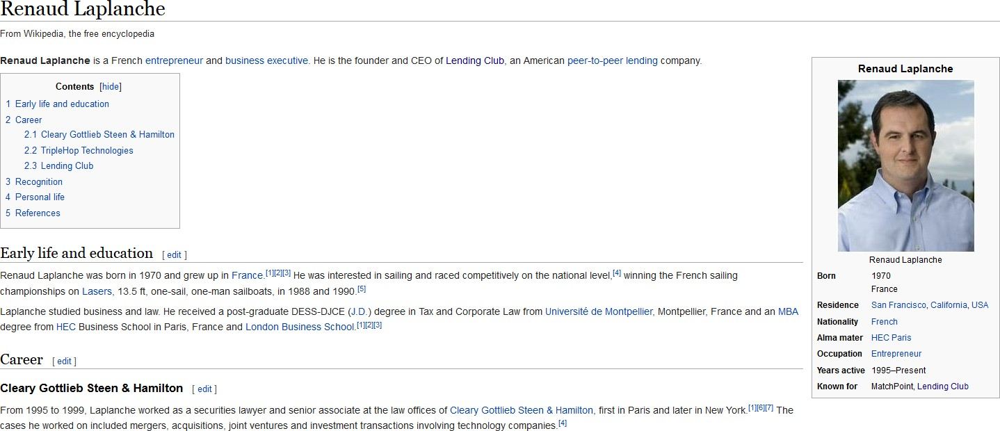 Renaud Laplanche
From Wikipedia, the free encyclopedia
Renaud Laplanche is a French entrepreneur and business executive. He is the founder and CEO of Lending Club, an American peer-to-peer lending company.
Contents [hide]
1 Early life and education
2 Career
2.1 Cleary Gottlieb Steen & Hamilton
2.2 TripleHop Technologies
2.3 Lending Club
3 Recognition
4 Personal life
5 References
Early life and education [ edit ]
Renaud Laplanche was born in 1970 and grew up in France.[1][2][3] He was interested in sailing and raced competitively on the national level,[4] winning the French sailing
championships on Lasers, 13.5 ft, one-sail, one-man sailboats, in 1988 and 1990.[5]
Laplanche studied business and law. He received a post-graduate DESS-DJCE (J.D.) degree in Tax and Corporate Law from Université de Montpellier, Montpellier, France and an MBA
degree from HEC Business School in Paris, France and London Business School.[1][2][3]
Career [ edit ]
Cleary Gottlieb Steen & Hamilton [ edit ]
From 1995 to 1999, Laplanche worked as a securities lawyer and senior associate at the law offices of Cleary Gottlieb Steen & Hamilton, first in Paris and later in New York.[1][6][7] The
cases he worked on included mergers, acquisitions, joint ventures and investment transactions involving technology companies.[4]
Renaud Laplanche
Renaud Laplanche
Born 1970
France
Residence San Francisco, California, USA
Nationality French
Alma mater HEC Paris
Occupation Entrepreneur
Years active 1995–Present
Known for MatchPoint, Lending Club